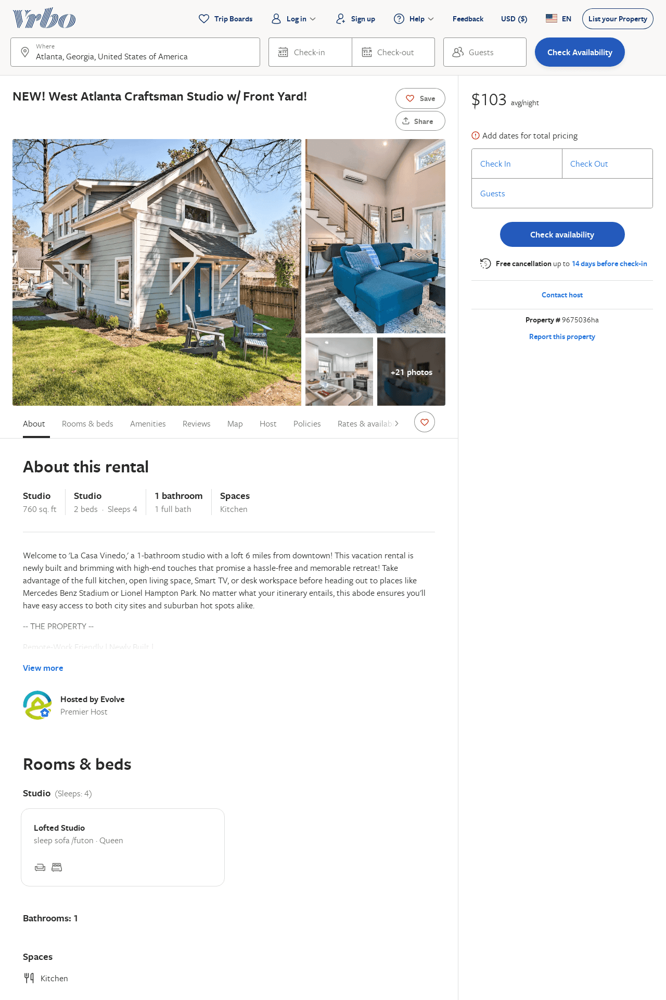 Vrbo
Trip Boards
Log in
Sign up
Help
Feedback
USD ($)
EN
List your Property
Where
Atlanta, Georgia, United States of America
Check-in
Check-out
Guests
Check Availability
NEW! West Atlanta Craftsman Studio w/ Front Yard!
Save
Share
+21 photos
$103 avg/night
Add dates for total pricing
Check In
Check Out
Guests
Check availability
Free cancellation up to 14 days before check-in
Contact host
Property # 9675036ha
Report this property
About
Rooms & beds
Amenities
Reviews
Map
Host
Policies
Rates & availab
About this rental
Studio
760 sq. ft
Studio
2 beds · Sleeps 4
1 bathroom
1 full bath
Spaces
Kitchen
Welcome to 'La Casa Vinedo,' a 1-bathroom studio with a loft 6 miles from downtown! This vacation rental is
newly built and brimming with high-end touches that promise a hassle-free and memorable retreat! Take
advantage of the full kitchen, open living space, Smart TV, or desk workspace before heading out to places like
Mercedes Benz Stadium or Lionel Hampton Park. No matter what your itinerary entails, this abode ensures you'll
have easy access to both city sites and suburban hot spots alike.
-- THE PROPERTY --
Remote-Work Friendly | Newly Built |
View more
Hosted by Evolve
Premier Host
Rooms & beds
Studio (Sleeps: 4)
Lofted Studio
sleep sofa /futon · Queen
Bathrooms: 1
Spaces
Kitchen